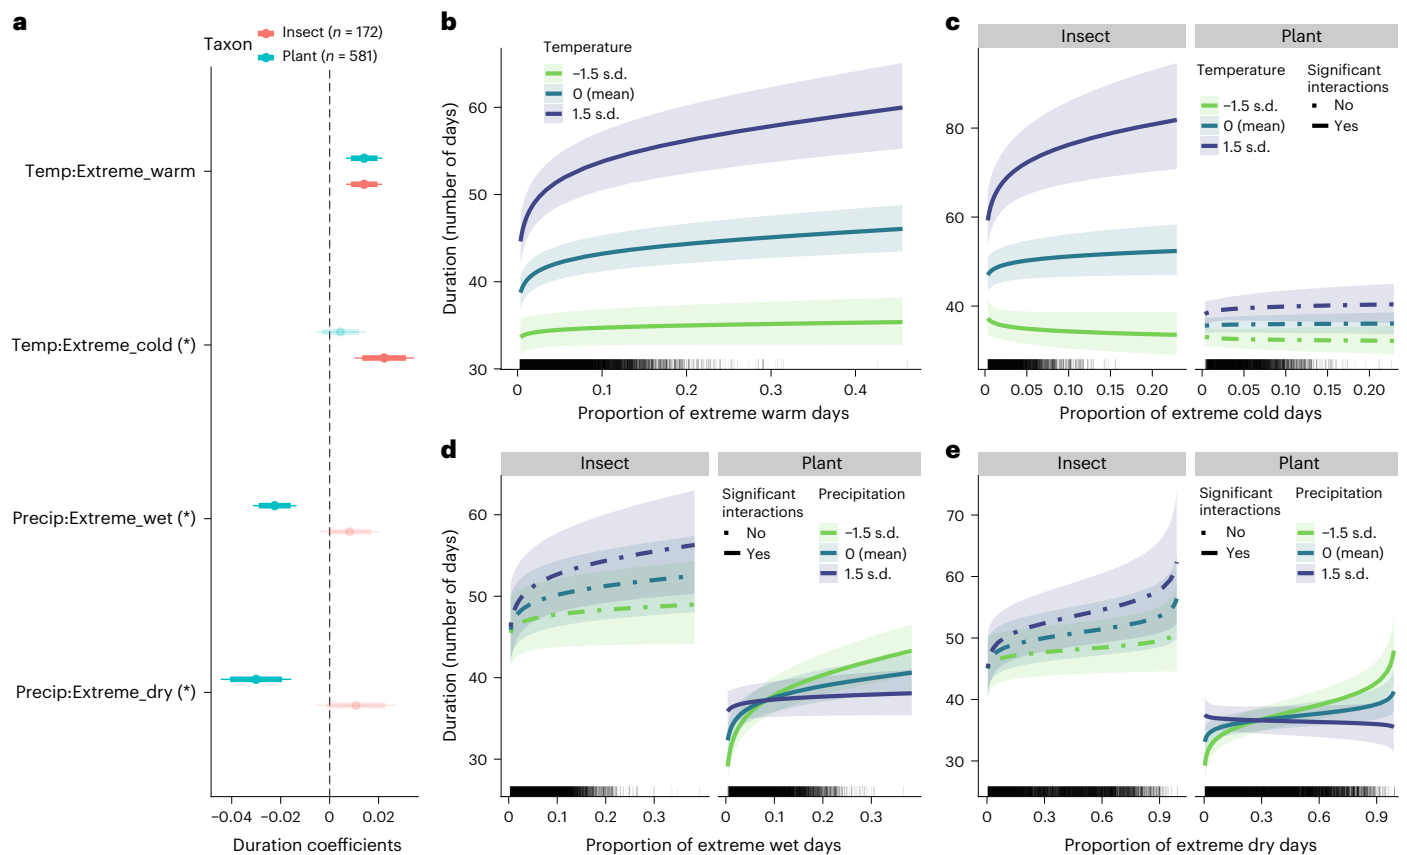 a
Taxon
Insect (n = 172)
Plant (n = 581)
Temp:Extreme_warm
Temp:Extreme_cold (*)
Precip:Extreme_wet (*)
Precip:Extreme_dry (*)
−0.04 −0.02 0 0.02
Duration coefficients
b
Temperature
−1.5 s.d.
0 (mean)
1.5 s.d.
Duration (number of days)
60
50
40
30
0 0.1 0.2 0.3 0.4
Proportion of extreme warm days
c
Insect Plant
Temperature
−1.5 s.d.
0 (mean)
1.5 s.d.
Significant
interactions
No
Yes
80
60
40
0 0.05 0.10 0.15 0.20 0 0.05 0.10 0.15 0.20
Proportion of extreme cold days
d
Insect Plant
Significant
interactions
No
Yes
Precipitation
−1.5 s.d.
0 (mean)
1.5 s.d.
Duration (number of days)
60
50
40
30
0 0.1 0.2 0.3 0 0.1 0.2 0.3
Proportion of extreme wet days
e
Insect Plant
Significant
interactions
No
Yes
Precipitation
−1.5 s.d.
0 (mean)
1.5 s.d.
70
60
50
40
30
0 0.3 0.6 0.9 0 0.3 0.6 0.9
Proportion of extreme dry days